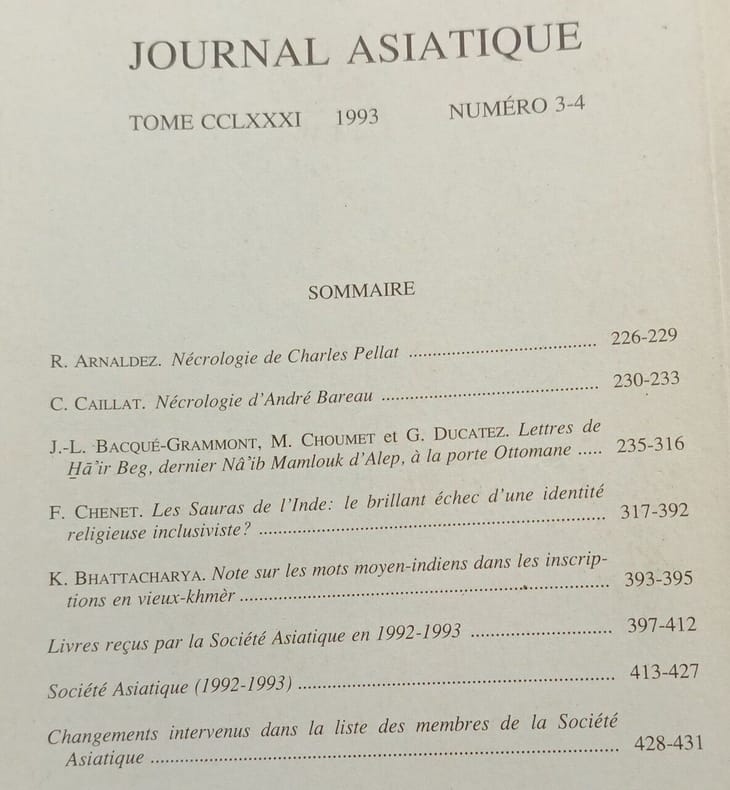 JOURNAL ASIATIQUE
TOME CCLXXXI 1993 NUMÉRO 3-4
SOMMAIRE
R. ARNALDEZ. Nécrologie de Charles Pellat ........................................ 226-229
C. CAILLAT. Nécrologie d'André Bareau ............................................ 230-233
J.-L. BACQUÉ-GRAMMONT, M. CHOUMET et G. DUCATEZ. Lettres de
Ḫā'ir Beg, dernier Nâ'ib Mamlouk d'Alep, à la porte Ottomane ..... 235-316
F. CHENET. Les Sauras de l'Inde: le brillant échec d'une identité
religieuse inclusiviste? ................................................................ 317-392
K. BHATTACHARYA. Note sur les mots moyen-indiens dans les inscrip-
tions en vieux-khmèr .................................................................... 393-395
Livres reçus par la Société Asiatique en 1992-1993 ............................ 397-412
Société Asiatique (1992-1993) ............................................................ 413-427
Changements intervenus dans la liste des membres de la Société
Asiatique ...................................................................................... 428-431